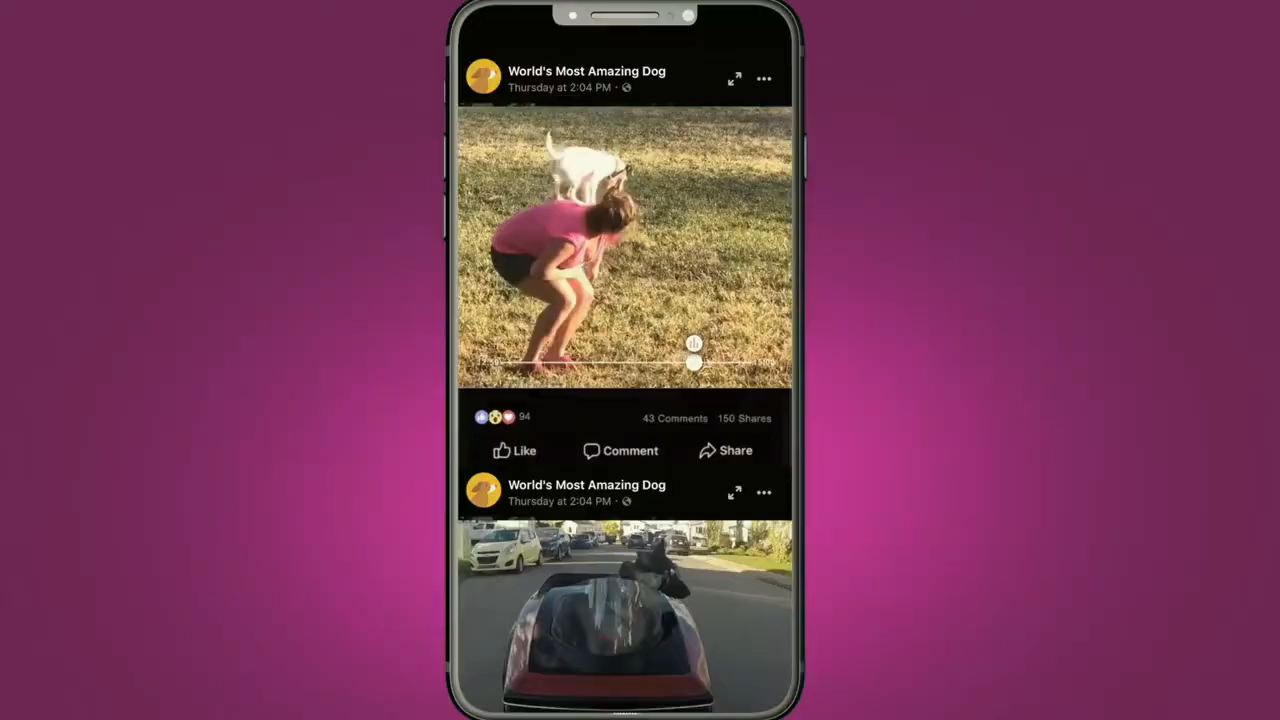 World's Most Amazing Dog
Thursday at 2:04 PM ·
94
43 Comments 150 Shares
Like Comment Share
World's Most Amazing Dog
Thursday at 2:04 PM ·